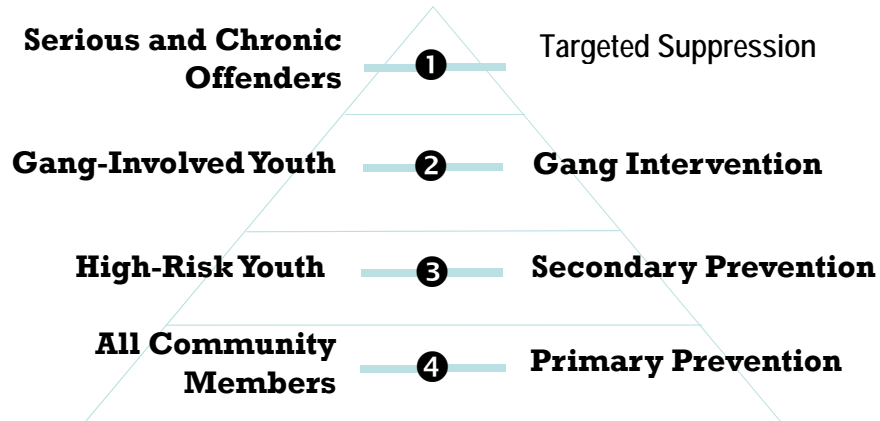 Serious and Chronic
Offenders
❶
Targeted Suppression
Gang-Involved Youth
❷
Gang Intervention
High-Risk Youth
❸
Secondary Prevention
All Community
Members
❹
Primary Prevention